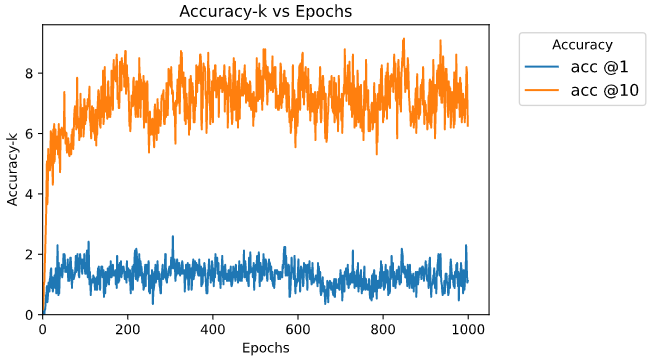 Accuracy-k vs Epochs
Accuracy-k
8
6
4
2
0
0 200 400 600 800 1000
Epochs
Accuracy
acc @1
acc @10